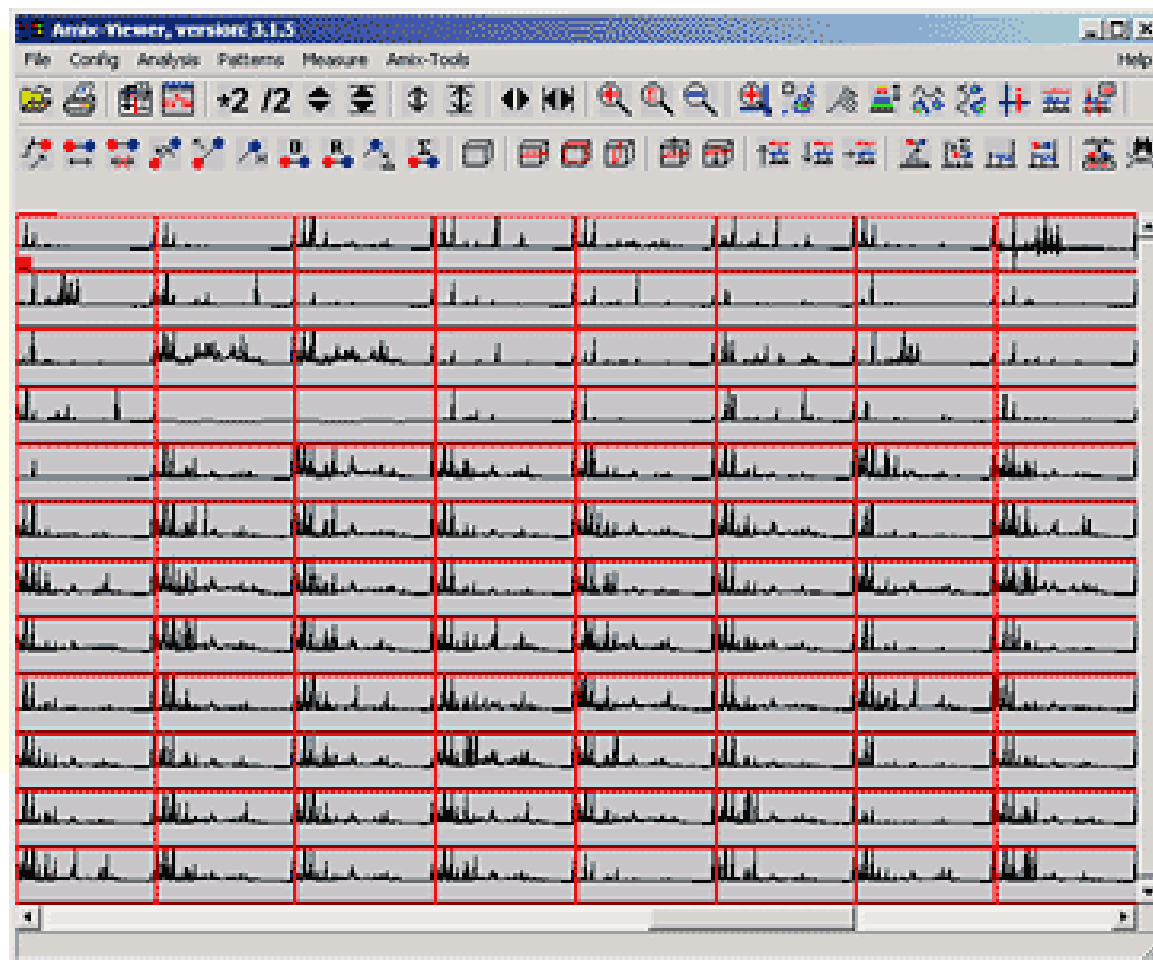 Amix-Viewer, version: 3.1.5
File Config Analysis Patterns Measure Amix-Tools Help
*2 /2